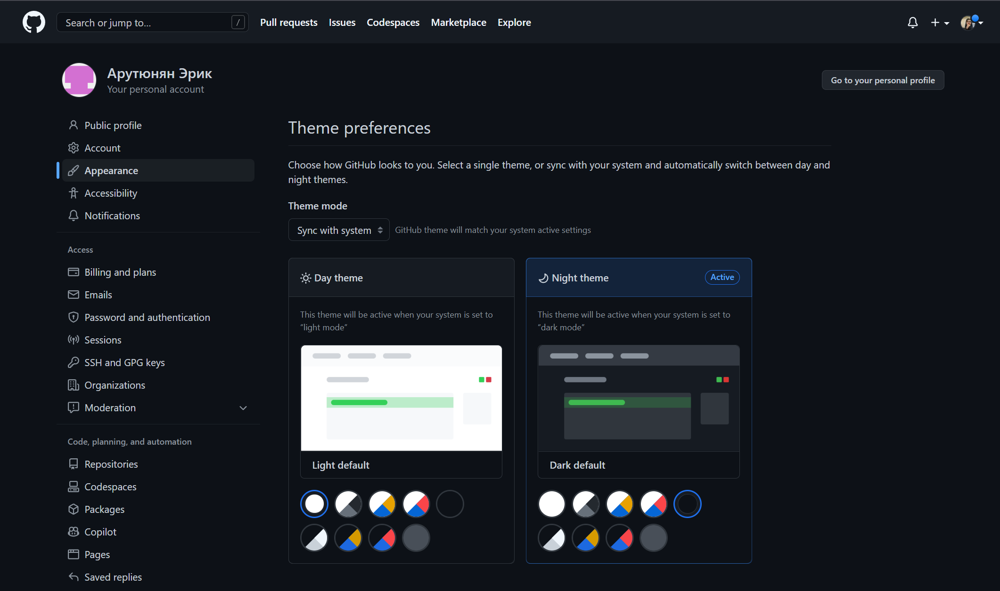 Search or jump to...
/
Pull requests
Issues
Codespaces
Marketplace
Explore
Арутюнян Эрик
Your personal account
Go to your personal profile
Public profile
Account
Appearance
Accessibility
Notifications
Access
Billing and plans
Emails
Password and authentication
Sessions
SSH and GPG keys
Organizations
Moderation
Code, planning, and automation
Repositories
Codespaces
Packages
Copilot
Pages
Saved replies
Theme preferences
Choose how GitHub looks to you. Select a single theme, or sync with your system and automatically switch between day and
night themes.
Theme mode
Sync with system
GitHub theme will match your system active settings
Day theme
This theme will be active when your system is set to
“light mode”
Light default
Night theme
Active
This theme will be active when your system is set to
“dark mode”
Dark default